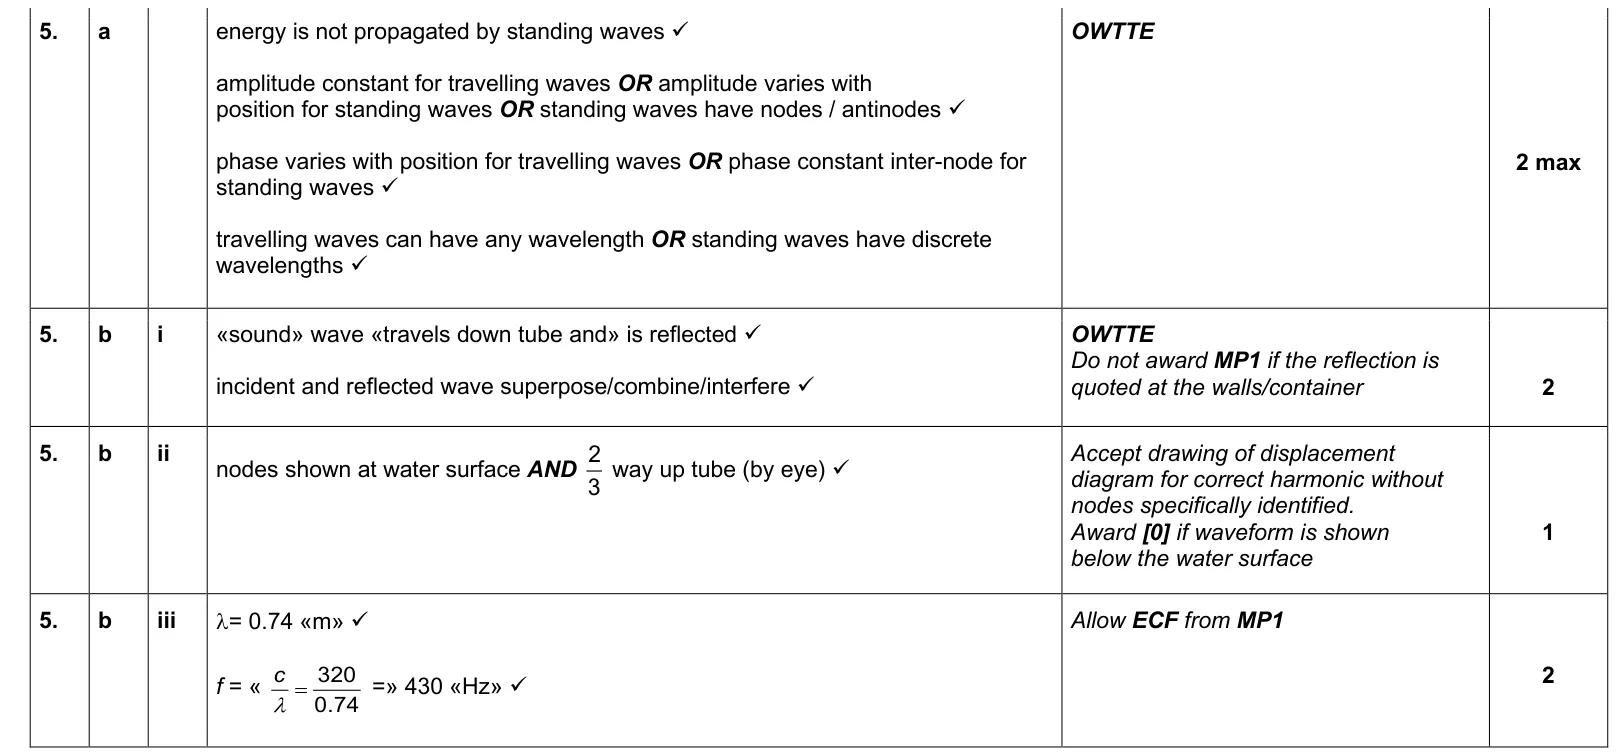 5. a energy is not propagated by standing waves ✓ OWTTE
amplitude constant for travelling waves OR amplitude varies with
position for standing waves OR standing waves have nodes / antinodes ✓
phase varies with position for travelling waves OR phase constant inter-node for
standing waves ✓
2 max
travelling waves can have any wavelength OR standing waves have discrete
wavelengths ✓
5. b i «sound» wave «travels down tube and» is reflected ✓
incident and reflected wave superpose/combine/interfere ✓
OWTTE
Do not award MP1 if the reflection is
quoted at the walls/container
2
5. b ii nodes shown at water surface AND 2/3 way up tube (by eye) ✓
Accept drawing of displacement
diagram for correct harmonic without
nodes specifically identified.
Award [0] if waveform is shown
below the water surface
1
5. b iii λ= 0.74 «m» ✓ Allow ECF from MP1
f = « c/λ = 320/0.74 =» 430 «Hz» ✓
2